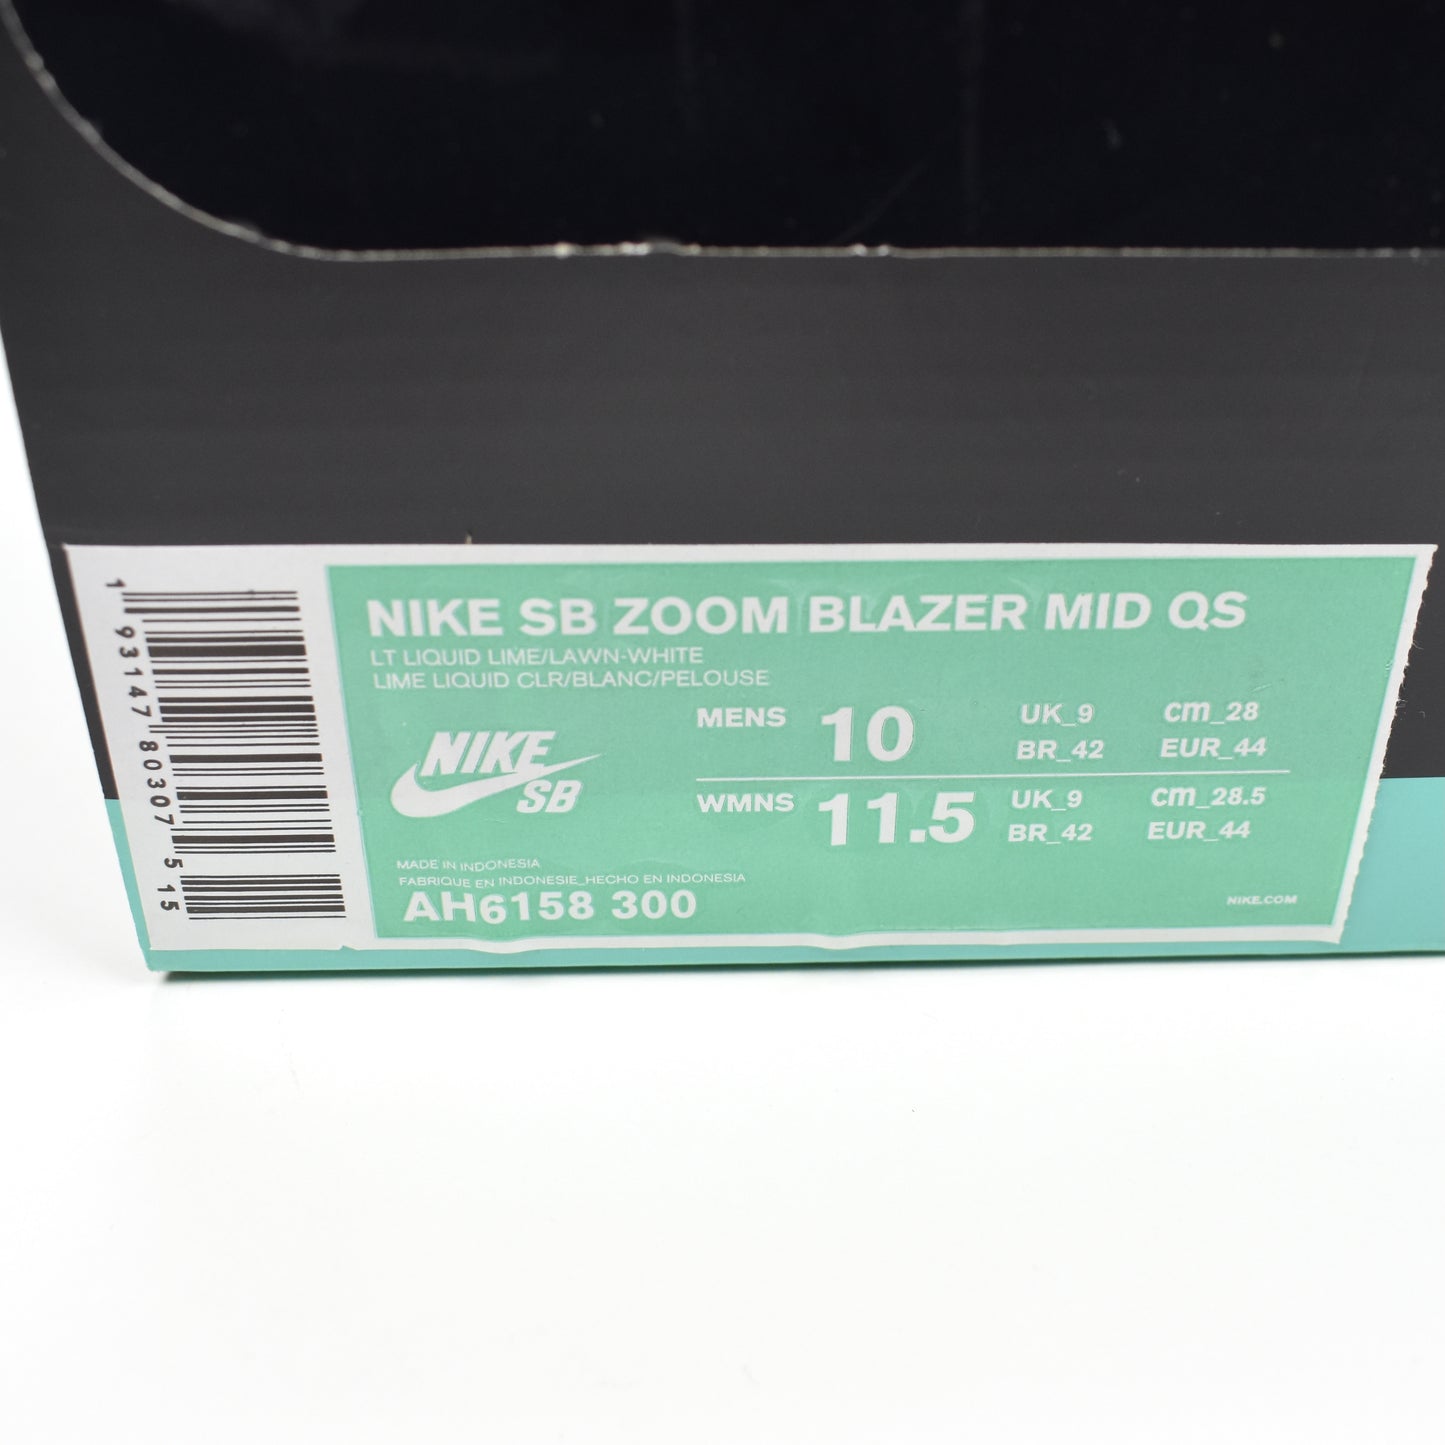 NIKE SB ZOOM BLAZER MID QS
LT LIQUID LIME/LAWN-WHITE
LIME LIQUID CLR/BLANC/PELOUSE
NIKE
SB
MENS 10 UK_9 cm_28
BR_42 EUR_44
WMNS 11.5 UK_9 cm_28.5
BR_42 EUR_44
MADE IN INDONESIA
FABRIQUE EN INDONESIE_HECHO EN INDONESIA
AH6158 300
NIKE.COM
1 93147 80307 5 15